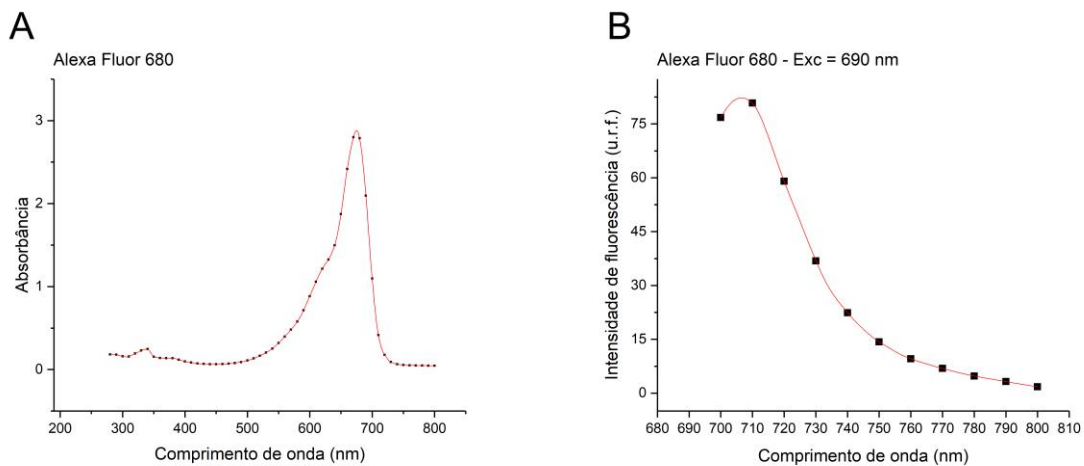 A
Alexa Fluor 680
Absorbância
3
2
1
0
200 300 400 500 600 700 800
Comprimento de onda (nm)
B
Alexa Fluor 680 - Exc = 690 nm
Intensidade de fluorescência (u.r.f.)
75
60
45
30
15
0
680 690 700 710 720 730 740 750 760 770 780 790 800 810
Comprimento de onda (nm)